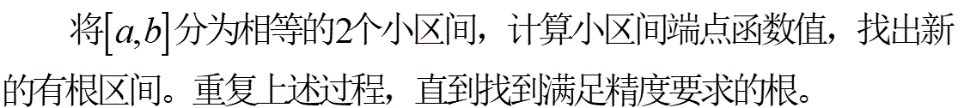 将[a,b]分为相等的2个小区间，计算小区间端点函数值，找出新
的有根区间。重复上述过程，直到找到满足精度要求的根。